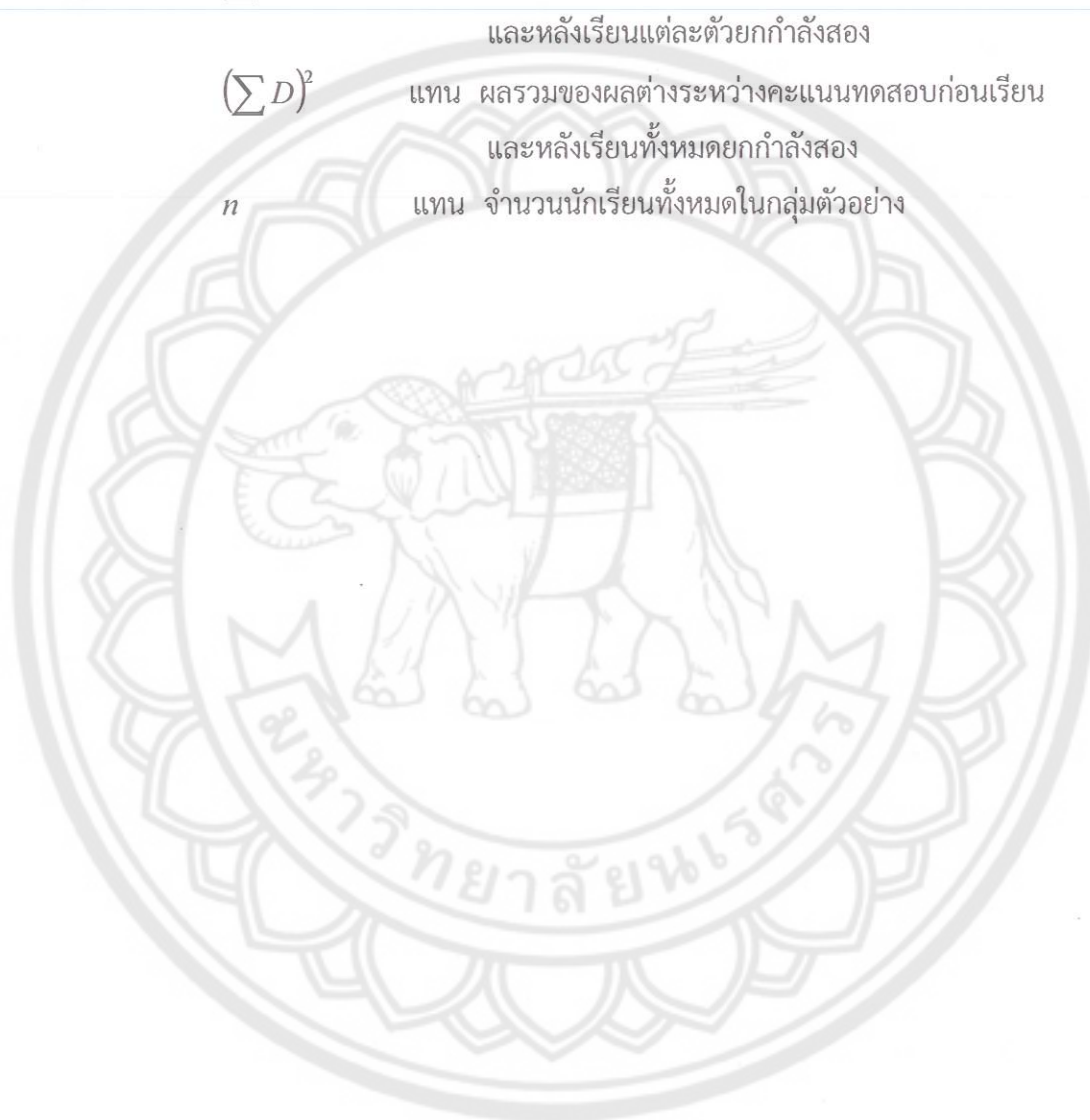 และหลังเรียนแต่ละตัวยกกำลังสอง
(∑D)² แทน ผลรวมของผลต่างระหว่างคะแนนทดสอบก่อนเรียน
และหลังเรียนทั้งหมดยกกำลังสอง
n แทน จำนวนนักเรียนทั้งหมดในกลุ่มตัวอย่าง
มหาวิทยาลัยนเรศวร